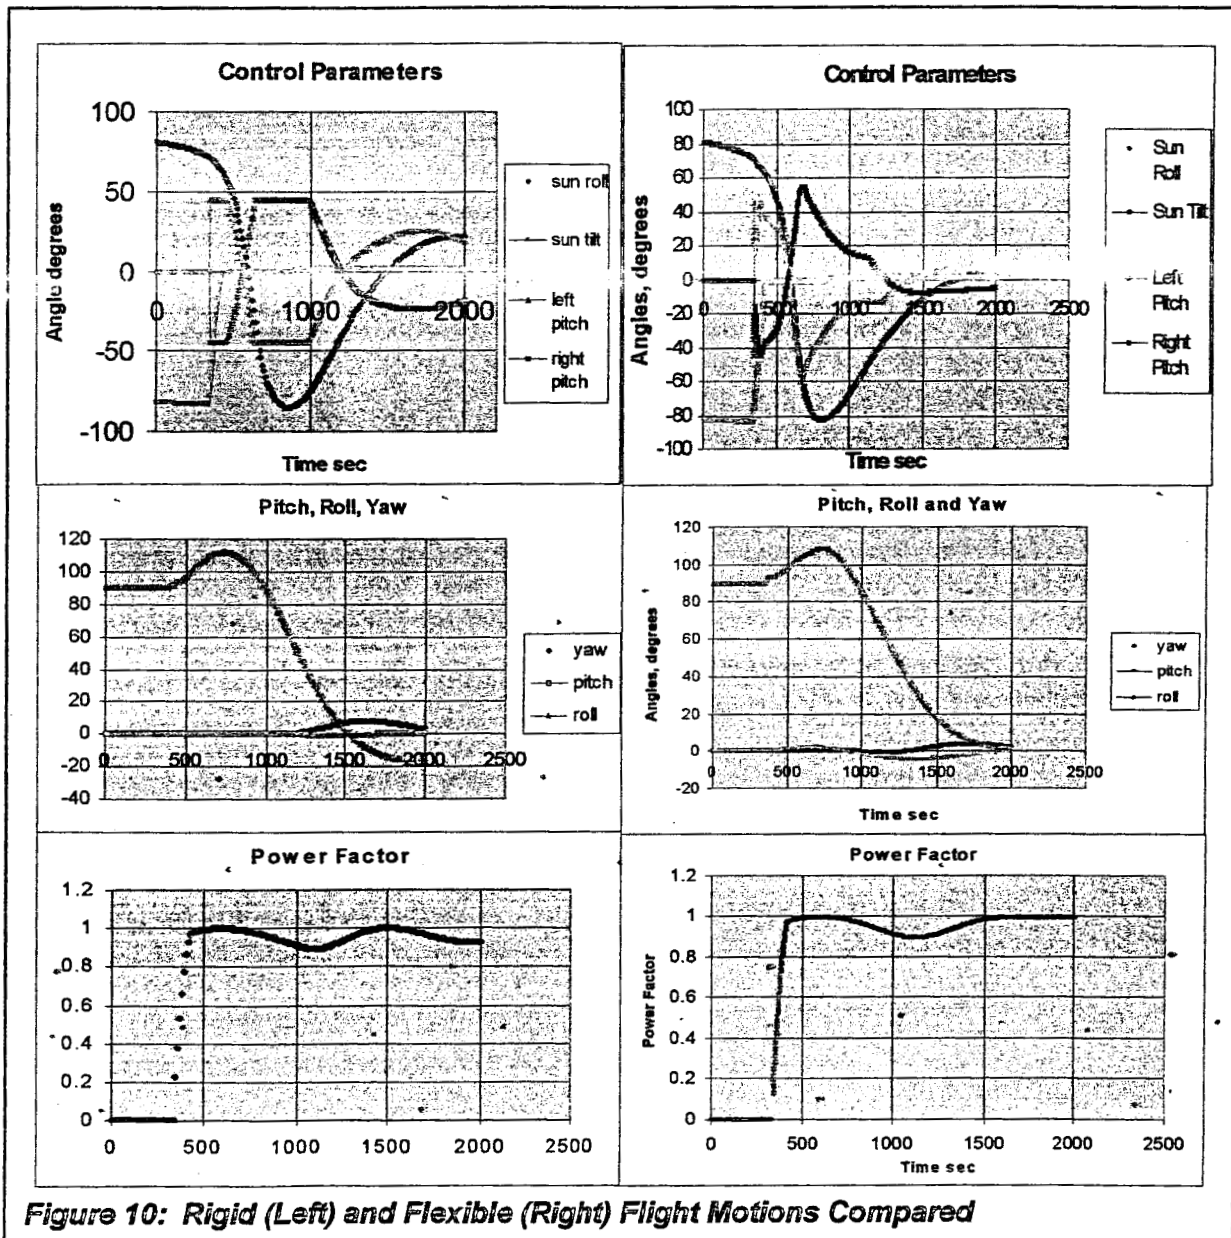 Control Parameters
100
50
0
-50
-100
0
1000
2000
Angle degrees
Time sec
sun roll
sun tilt
left
pitch
right
pitch
Control Parameters
100
80
60
40
20
0
-20
-40
-60
-80
-100
0
500
1000
1500
2000
2500
Angles, degrees
Time sec
Sun
Roll
Sun Tilt
Left
Pitch
Right
Pitch
Pitch, Roll, Yaw
120
100
80
60
40
20
0
-20
-40
0
500
1000
1500
2000
2500
yaw
pitch
roll
Pitch, Roll and Yaw
120
100
80
60
40
20
0
-20
0
500
1000
1500
2000
2500
Angles, degrees
Time sec
yaw
pitch
roll
Power Factor
1.2
1
0.8
0.6
0.4
0.2
0
0
500
1000
1500
2000
2500
Power Factor
1.2
1
0.8
0.6
0.4
0.2
0
0
500
1000
1500
2000
2500
Power Factor
Time sec
Figure 10: Rigid (Left) and Flexible (Right) Flight Motions Compared